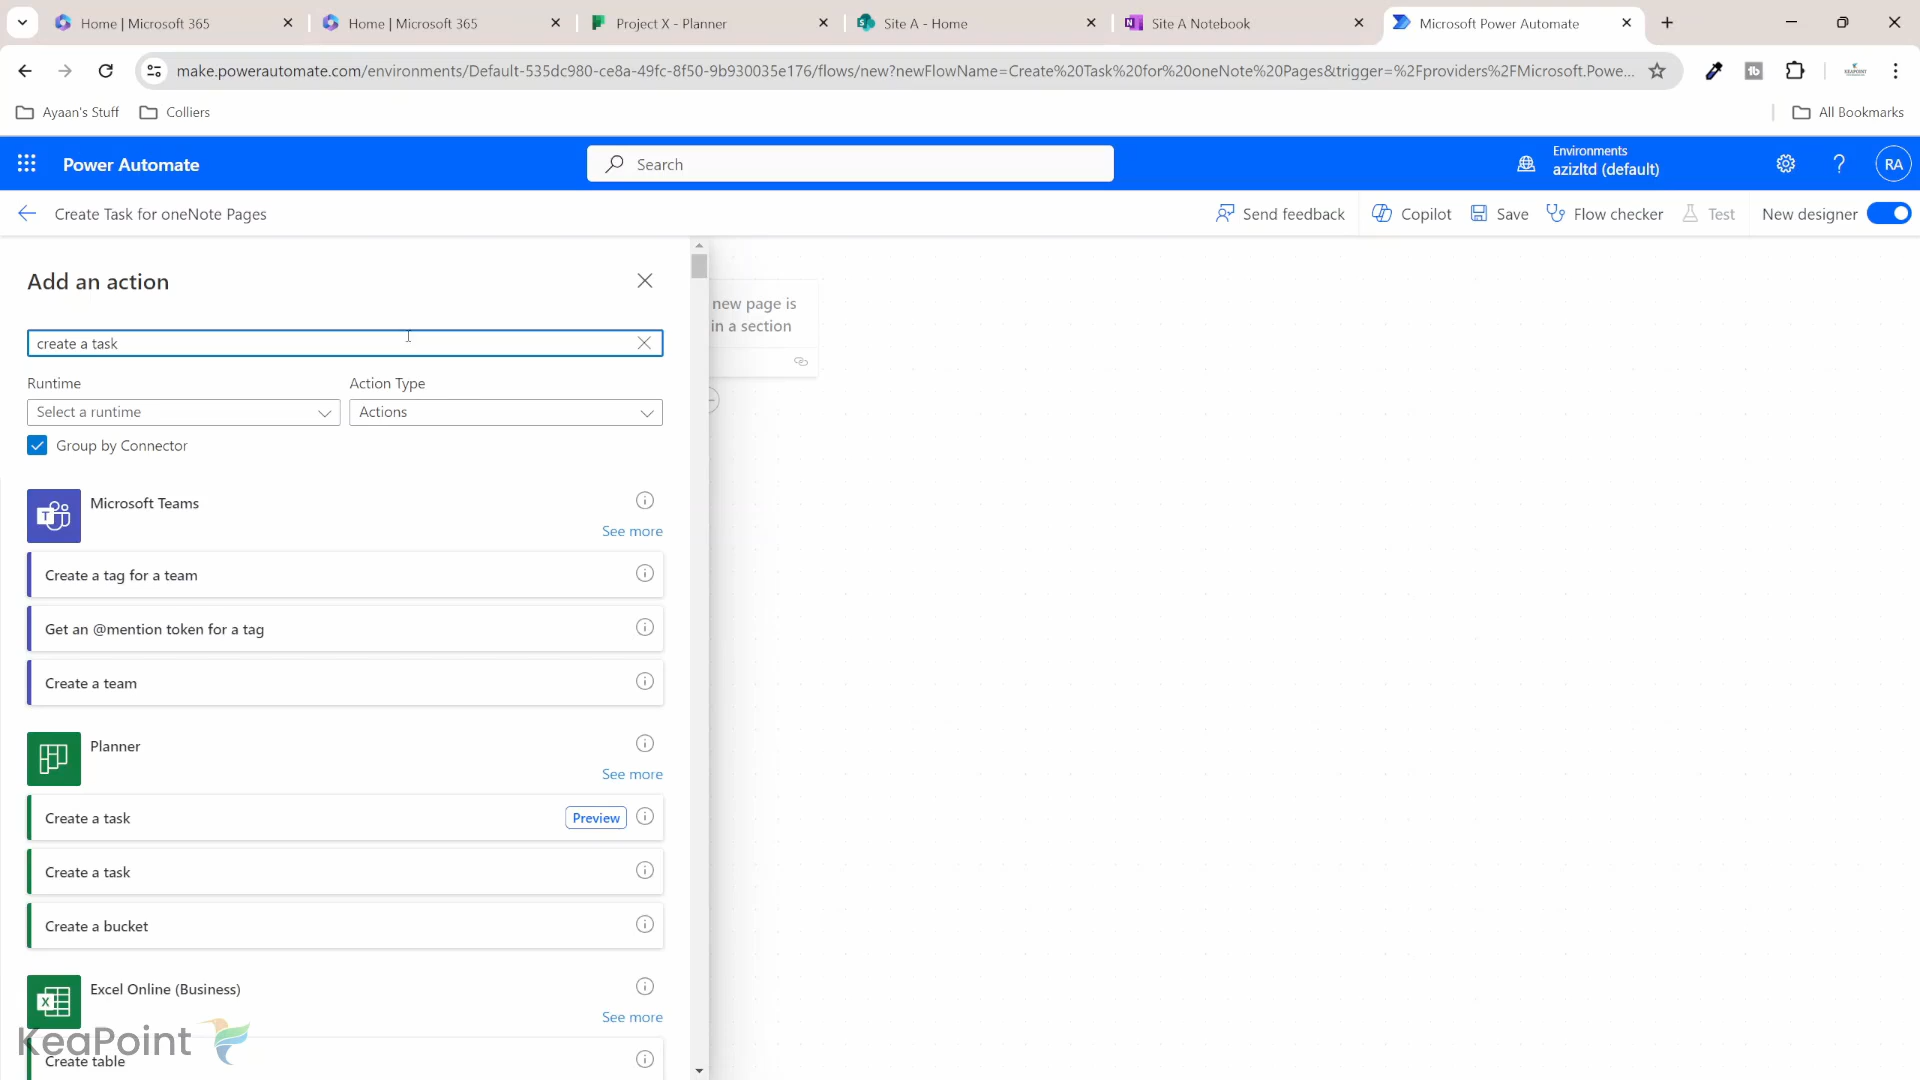 Home | Microsoft 365
Home | Microsoft 365
Project X - Planner
Site A - Home
Site A Notebook
Microsoft Power Automate
make.powerautomate.com/environments/Default-535dc980-ce8a-49fc-8f50-9b930035e176/flows/new?newFlowName=Create%20Task%20for%20oneNote%20Pages&trigger=%2Fproviders%2FMicrosoft.Powe...
Ayaan's Stuff
Colliers
All Bookmarks
Power Automate
Search
Environments
azizltd (default)
RA
Create Task for oneNote Pages
Send feedback
Copilot
Save
Flow checker
Test
New designer
Add an action
new page is
in a section
create a task
Runtime
Action Type
Select a runtime
Actions
Group by Connector
Microsoft Teams
See more
Create a tag for a team
Get an @mention token for a tag
Create a team
Planner
See more
Create a task
Preview
Create a task
Create a bucket
Excel Online (Business)
See more
KeaPoint
Create table